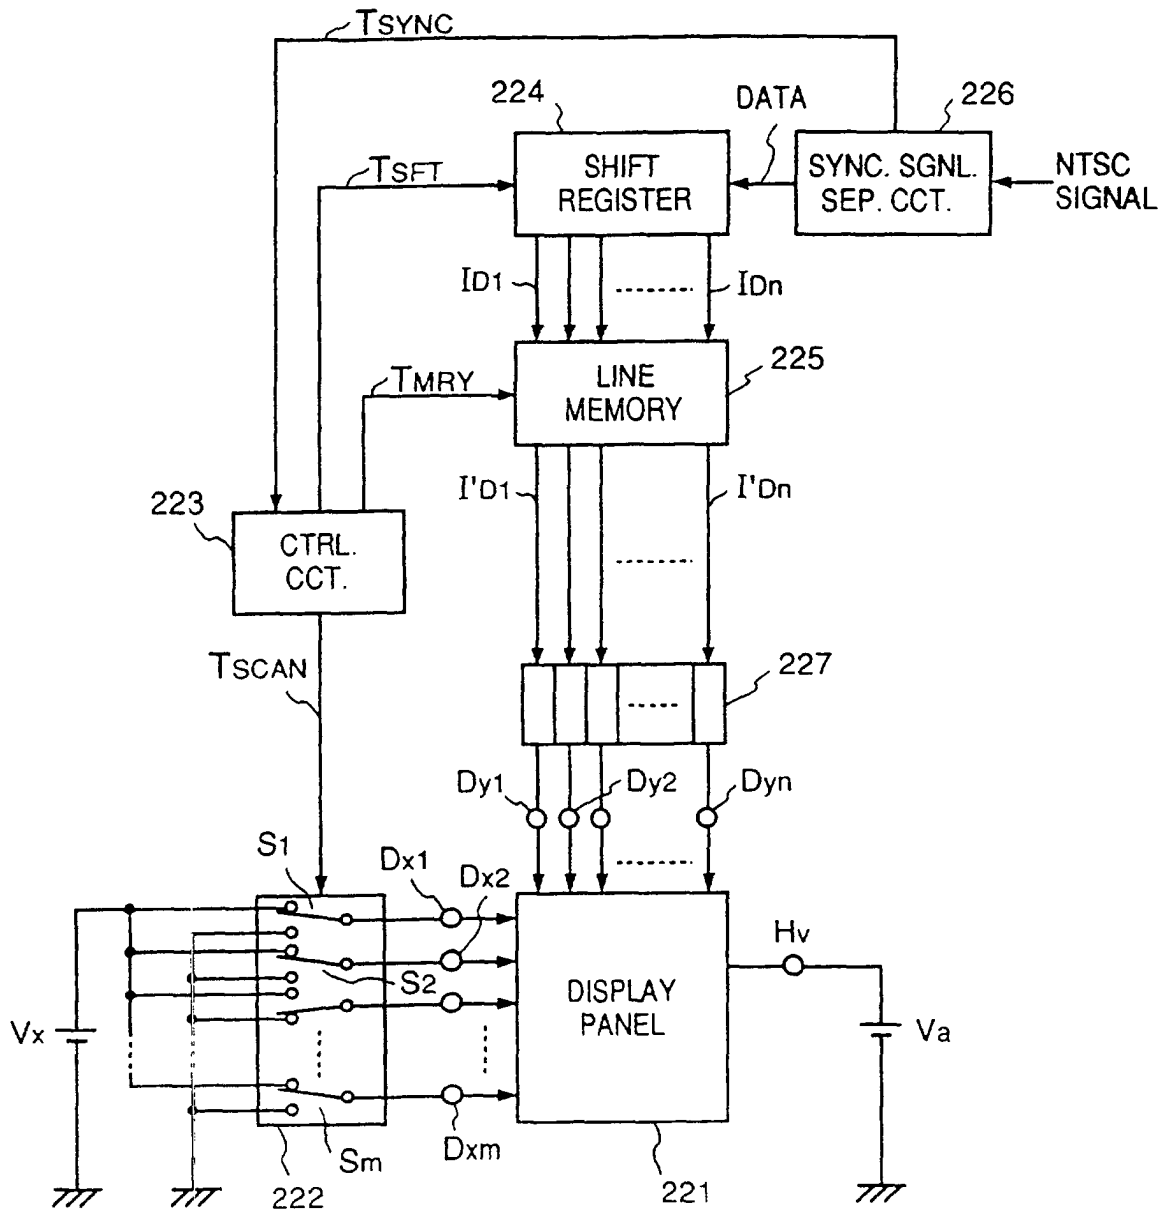 TSYNC
224
DATA
226
SHIFT
REGISTER
SYNC. SGNL.
SEP. CCT.
NTSC
SIGNAL
TSFT
ID1
IDn
225
LINE
MEMORY
TMRY
I'D1
I'Dn
223
CTRL.
CCT.
TSCAN
227
Dy1
Dy2
Dyn
S1
Dx1
Dx2
S2
Hv
DISPLAY
PANEL
Vx
Va
Sm
Dxm
222
221